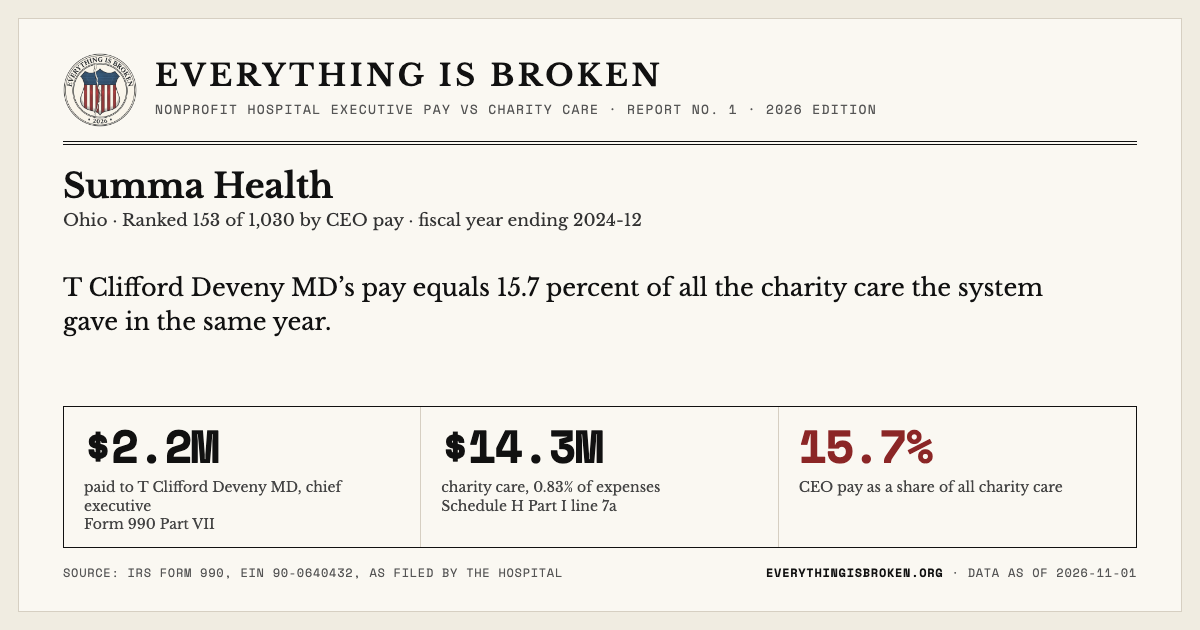 EVERYTHING IS BROKEN
· 2026 ·
EVERYTHING IS BROKEN
NONPROFIT HOSPITAL EXECUTIVE PAY VS CHARITY CARE · REPORT NO. 1 · 2026 EDITION
Summa Health
Ohio · Ranked 153 of 1,030 by CEO pay · fiscal year ending 2024-12
T Clifford Deveny MD’s pay equals 15.7 percent of all the charity care the system
gave in the same year.
$2.2M
paid to T Clifford Deveny MD, chief
executive
Form 990 Part VII
$14.3M
charity care, 0.83% of expenses
Schedule H Part I line 7a
15.7%
CEO pay as a share of all charity care
SOURCE: IRS FORM 990, EIN 90-0640432, AS FILED BY THE HOSPITAL
EVERYTHINGISBROKEN.ORG · DATA AS OF 2026-11-01